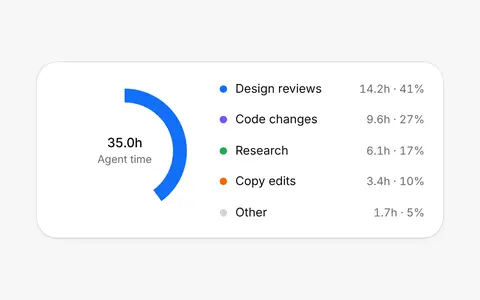 35.0h
Agent time
Design reviews 14.2h · 41%
Code changes 9.6h · 27%
Research 6.1h · 17%
Copy edits 3.4h · 10%
Other 1.7h · 5%